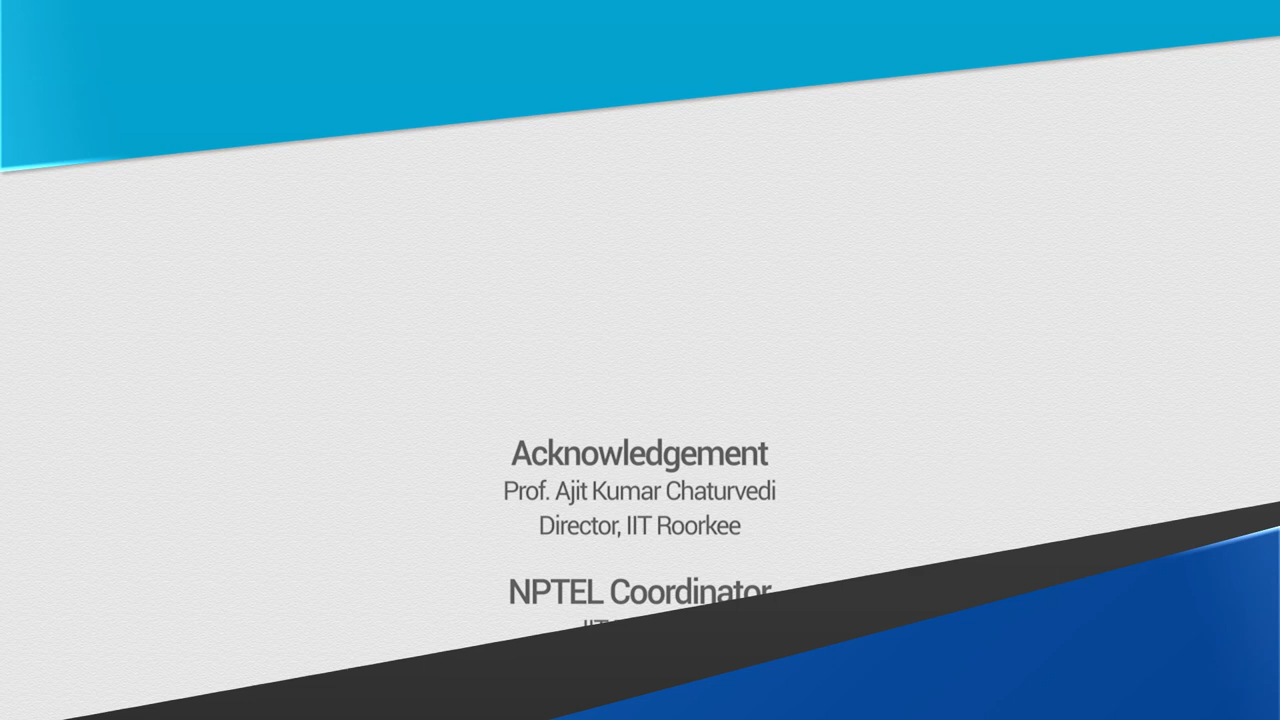 Acknowledgement
Prof. Ajit Kumar Chaturvedi
Director, IIT Roorkee
NPTEL Coordinator